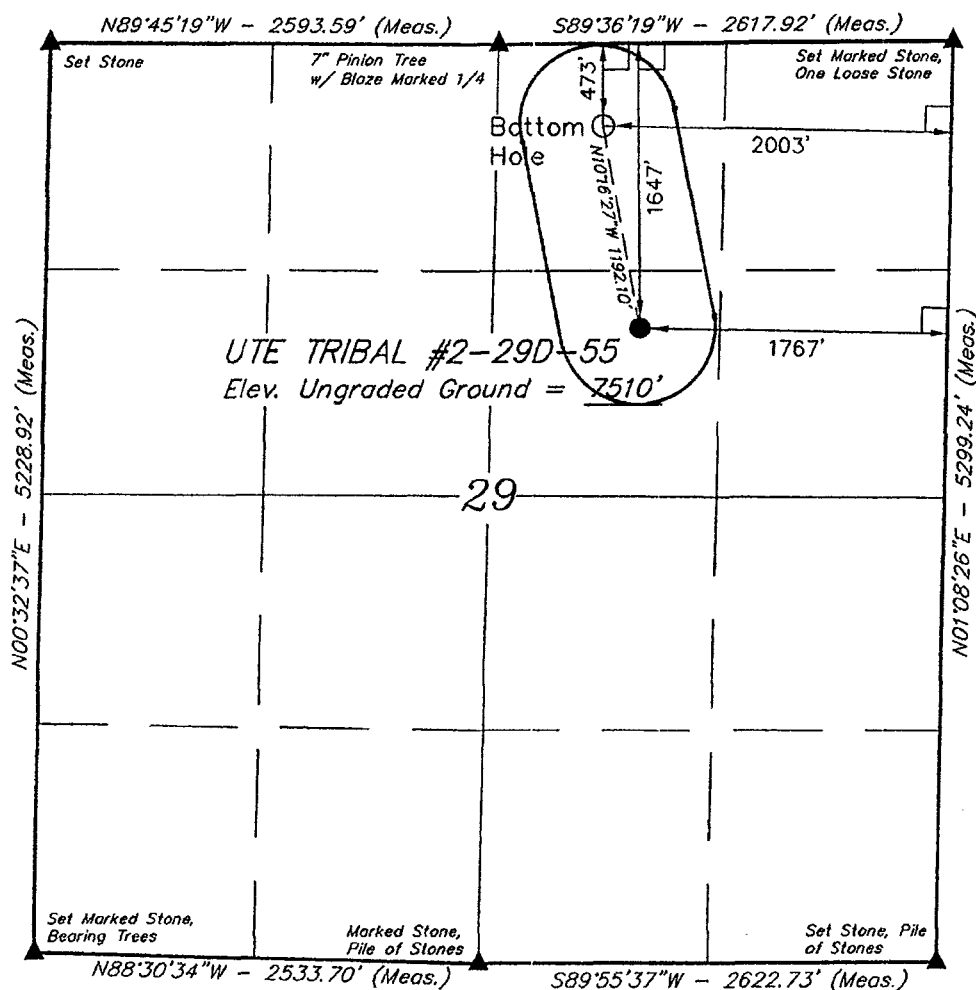 N89°45'19"W - 2593.59' (Meas.)
S89°36'19"W - 2617.92' (Meas.)
Set Stone
7" Pinion Tree
w/ Blaze Marked 1/4
Set Marked Stone,
One Loose Stone
473'
Bottom
Hole
2003'
N10°16'27"W 1192.10'
1647'
1767'
UTE TRIBAL #2-29D-55
Elev. Ungraded Ground = 7510'
N00°32'37"E - 5228.92' (Meas.)
N01°08'26"E - 5299.24' (Meas.)
29
Set Marked Stone,
Bearing Trees
Marked Stone,
Pile of Stones
Set Stone, Pile
of Stones
N88°30'34"W - 2533.70' (Meas.)
S89°55'37"W - 2622.73' (Meas.)